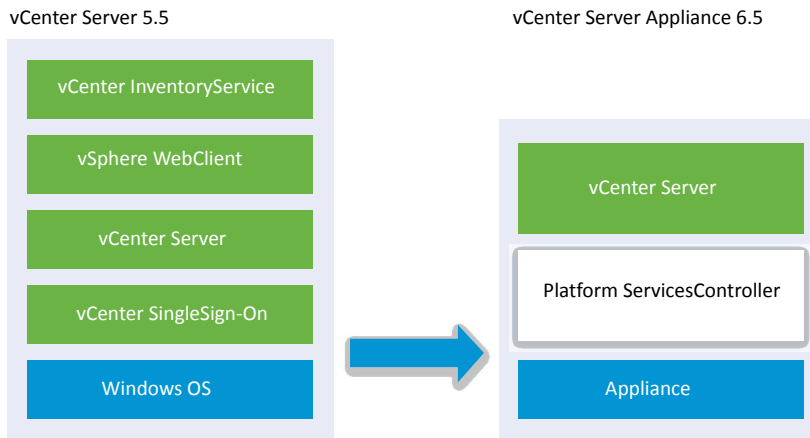 vCenter Server 5.5
vCenter InventoryService
vSphere WebClient
vCenter Server
vCenter SingleSign-On
Windows OS
vCenter Server Appliance 6.5
vCenter Server
Platform ServicesController
Appliance